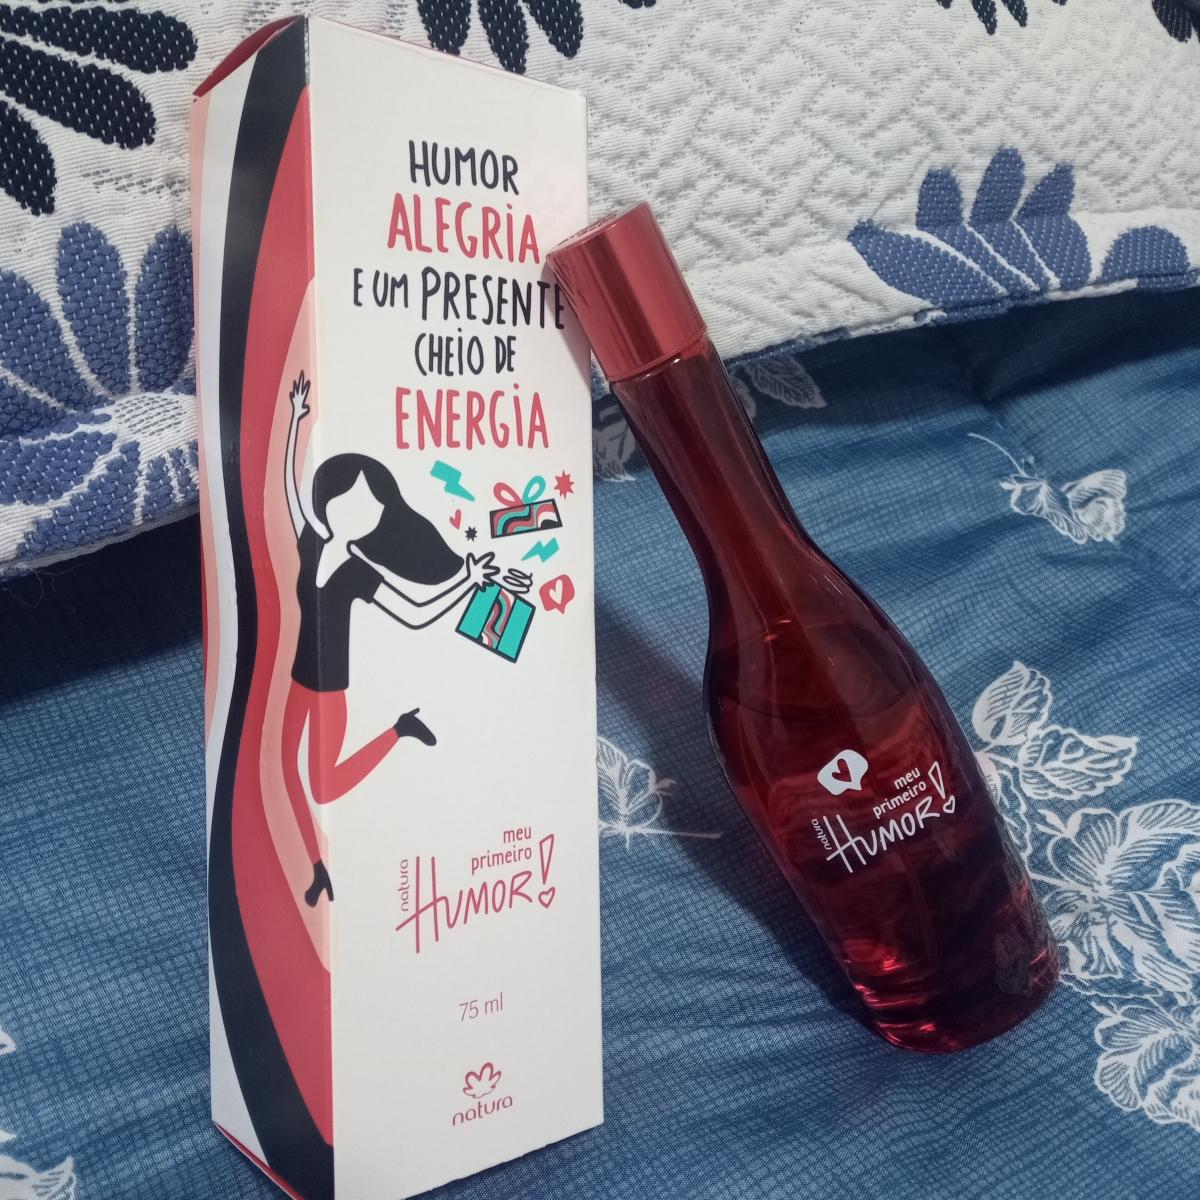 HUMOR
ALEGRIA
E UM PRESENTE
CHEIO DE
ENERGIA
meu
primeiro
natura
HUMOR!
75 ml
natura
meu
primeiro
natura
HUMOR!